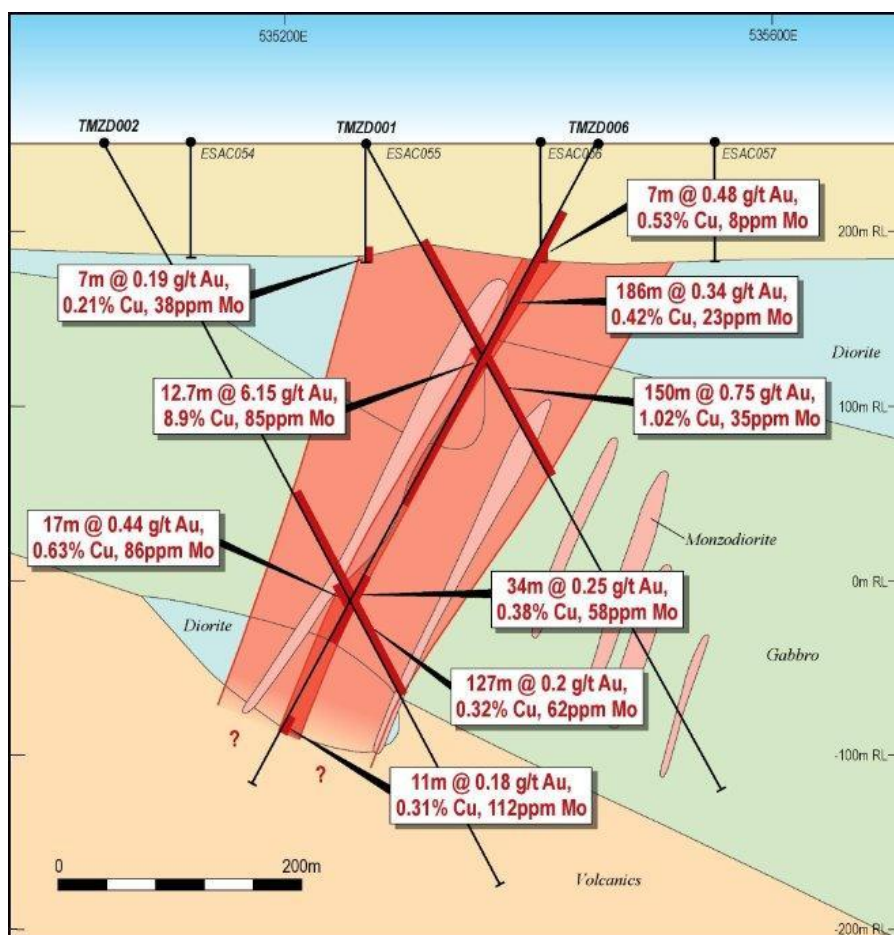 535200E
535600E
TMZD002
TMZD001
TMZD006
ESAC054
ESAC055
ESAC056
ESAC057
7m @ 0.48 g/t Au,
0.53% Cu, 8ppm Mo
200m RL
7m @ 0.19 g/t Au,
0.21% Cu, 38ppm Mo
186m @ 0.34 g/t Au,
0.42% Cu, 23ppm Mo
Diorite
12.7m @ 6.15 g/t Au,
8.9% Cu, 85ppm Mo
150m @ 0.75 g/t Au,
1.02% Cu, 35ppm Mo
100m RL
17m @ 0.44 g/t Au,
0.63% Cu, 86ppm Mo
Monzodiorite
0m RL
34m @ 0.25 g/t Au,
0.38% Cu, 58ppm Mo
Diorite
Gabbro
127m @ 0.2 g/t Au,
0.32% Cu, 62ppm Mo
?
?
-100m RL
11m @ 0.18 g/t Au,
0.31% Cu, 112ppm Mo
0
200m
Volcanics
-200m RL